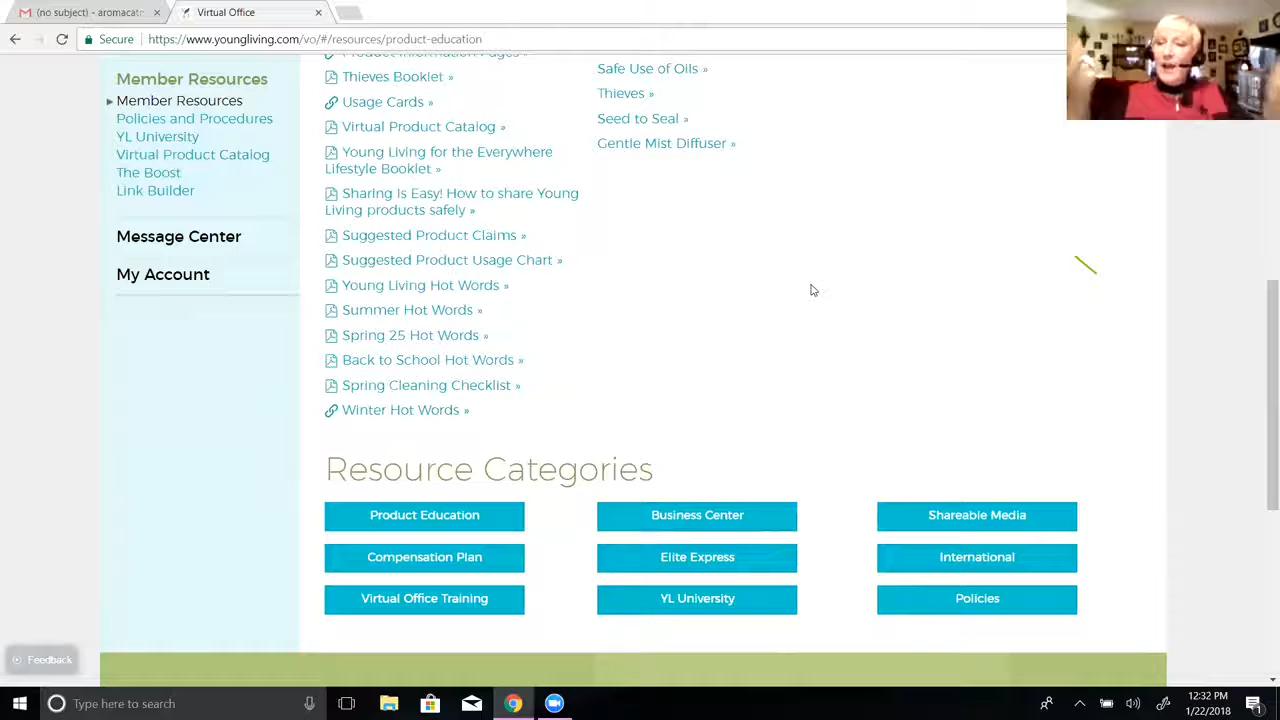 (no subject) - aromacate
Virtual Office
Secure
https://www.youngliving.com/vo/#/resources/product-education
Member Resources
Member Resources
Policies and Procedures
YL University
Virtual Product Catalog
The Boost
Link Builder
Message Center
My Account
Product Information Pages »
Thieves Booklet »
Usage Cards »
Virtual Product Catalog »
Young Living for the Everywhere
Lifestyle Booklet »
Sharing Is Easy! How to share Young
Living products safely »
Suggested Product Claims »
Suggested Product Usage Chart »
Young Living Hot Words »
Summer Hot Words »
Spring 25 Hot Words »
Back to School Hot Words »
Spring Cleaning Checklist »
Winter Hot Words »
Safe Use of Oils »
Thieves »
Seed to Seal »
Gentle Mist Diffuser »
Resource Categories
Product Education
Business Center
Shareable Media
Compensation Plan
Elite Express
International
Virtual Office Training
YL University
Policies
Feedback
Type here to search
12:32 PM
1/22/2018